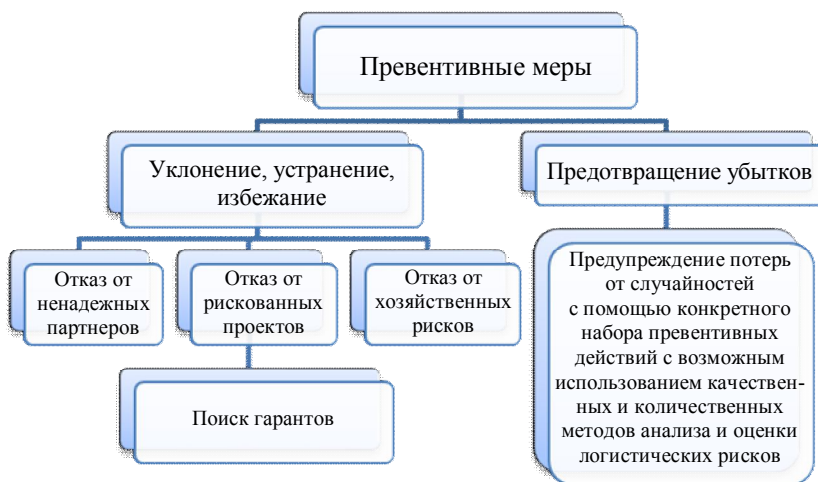 Превентивные меры
Уклонение, устранение,
избежание
Предотвращение убытков
Отказ от
ненадежных
партнеров
Отказ от
рискованных
проектов
Отказ от
хозяйственных
рисков
Поиск гарантов
Предупреждение потерь
от случайностей
с помощью конкретного
набора превентивных
действий с возможным
использованием качествен-
ных и количественных
методов анализа и оценки
логистических рисков